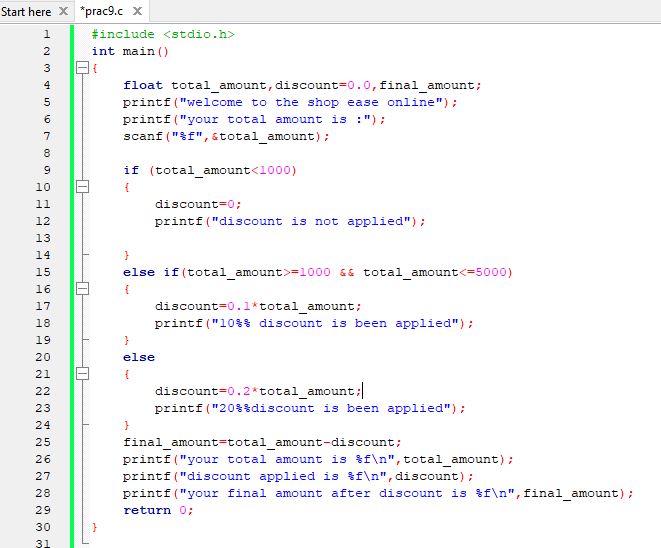 Start here X *prac9.c X
1 #include <stdio.h>
2 int main()
3 {
4 float total_amount,discount=0.0,final_amount;
5 printf("welcome to the shop ease online");
6 printf("your total amount is :");
7 scanf("%f",&total_amount);
8
9 if (total_amount<1000)
10 {
11 discount=0;
12 printf("discount is not applied");
13
14 }
15 else if(total_amount>=1000 && total_amount<=5000)
16 {
17 discount=0.1*total_amount;
18 printf("10%% discount is been applied");
19 }
20 else
21 {
22 discount=0.2*total_amount;
23 printf("20%%discount is been applied");
24 }
25 final_amount=total_amount-discount;
26 printf("your total amount is %f\n",total_amount);
27 printf("discount applied is %f\n",discount);
28 printf("your final amount after discount is %f\n",final_amount);
29 return 0;
30 }
31